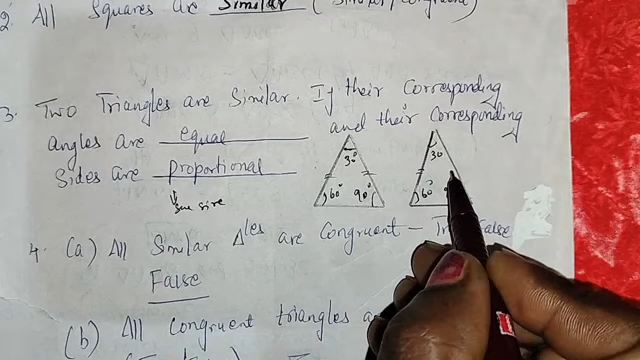 2. All Squares are Similar (Similar/Congruent)
3. Two Triangles are Similar. If their Corresponding
angles are equal and their Corresponding
Sides are proportional
30°
60° 90°
30
60°
size
4. (a) All Similar Δles are Congruent – True/False
False
(b) All Congruent triangles